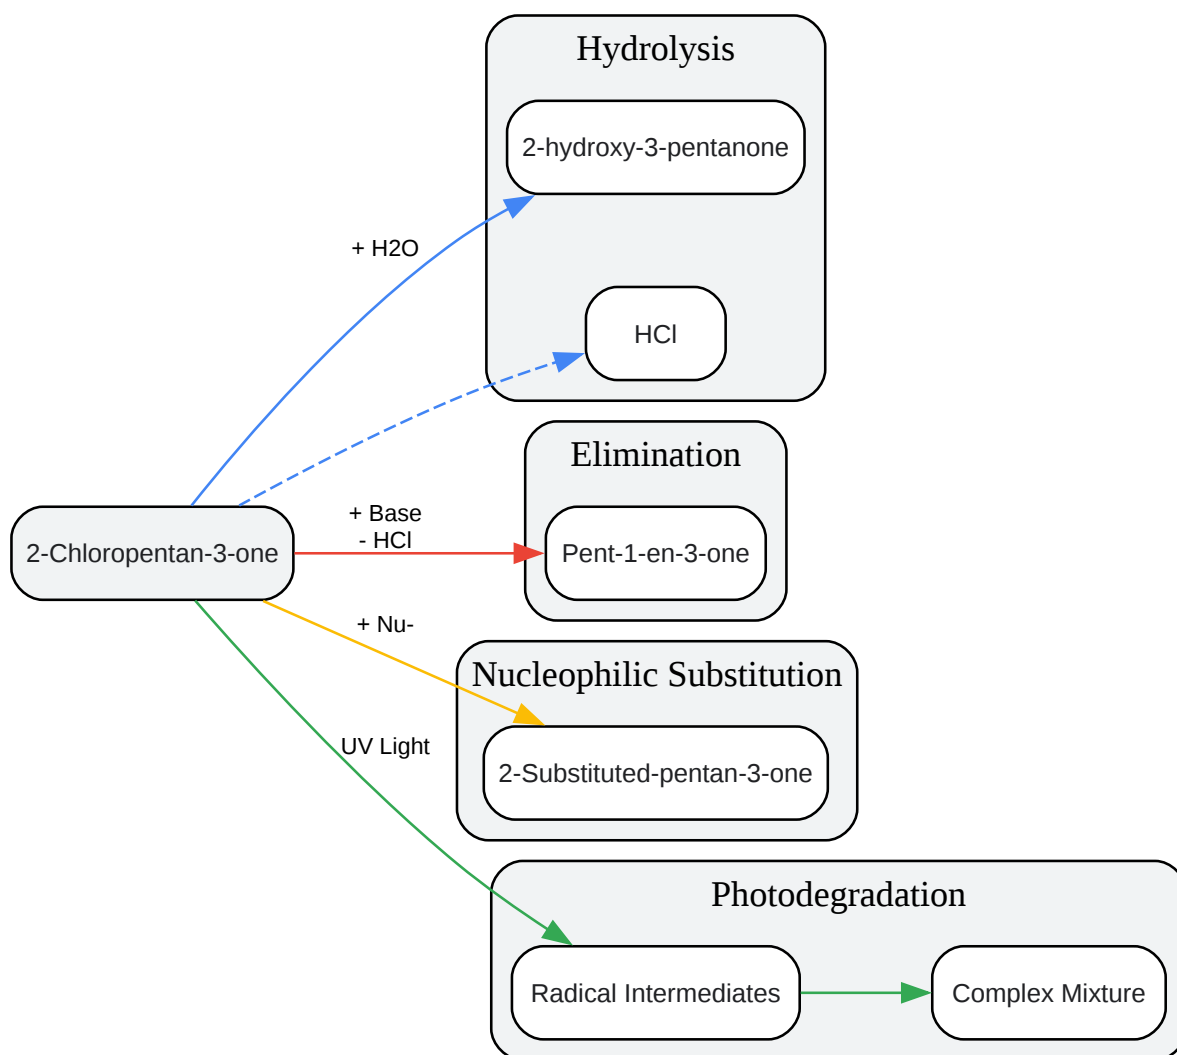 Hydrolysis
2-hydroxy-3-pentanone
+ H2O
HCl
Elimination
2-Chloropentan-3-one
+ Base
- HCl
Pent-1-en-3-one
+ Nu-
Nucleophilic Substitution
2-Substituted-pentan-3-one
UV Light
Photodegradation
Radical Intermediates
Complex Mixture